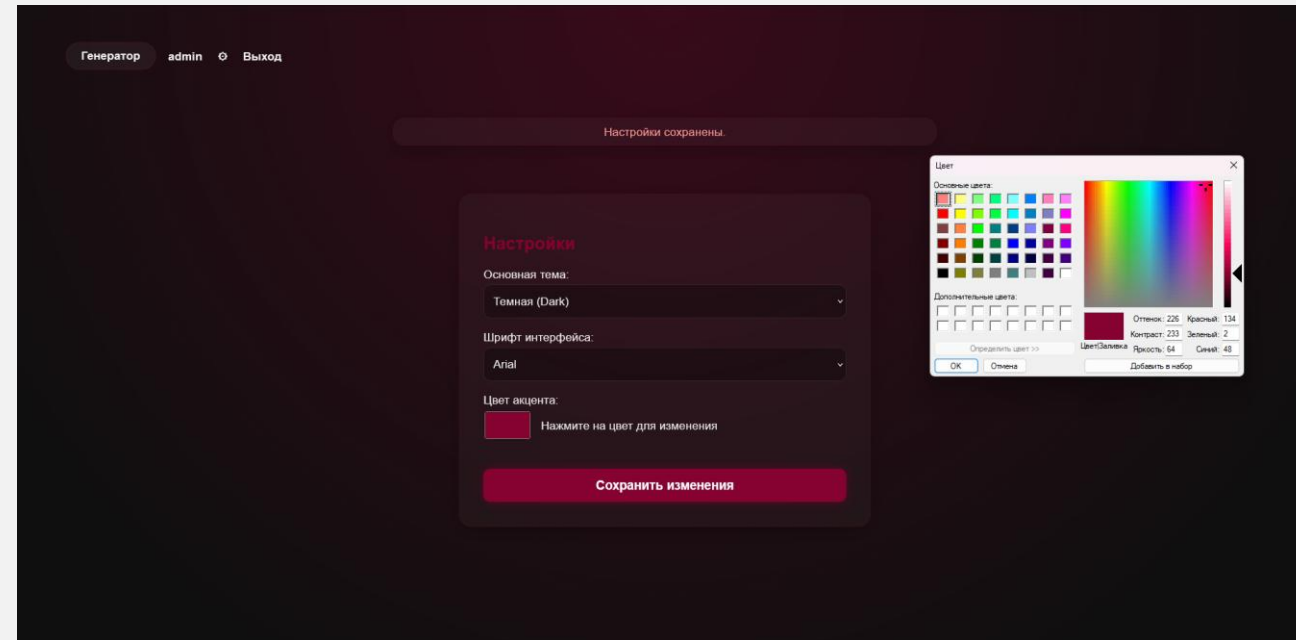 Генератор admin Выход
Настройки сохранены.
Настройки
Основная тема:
Темная (Dark)
Шрифт интерфейса:
Arial
Цвет акцента:
Нажмите на цвет для изменения
Сохранить изменения
Цвет
Основные цвета:
Дополнительные цвета:
Определить цвет >>
OK Отмена
Цвет|Заливка
Оттенок: 226 Красный: 134
Контраст: 233 Зеленый: 2
Яркость: 64 Синий: 48
Добавить в набор